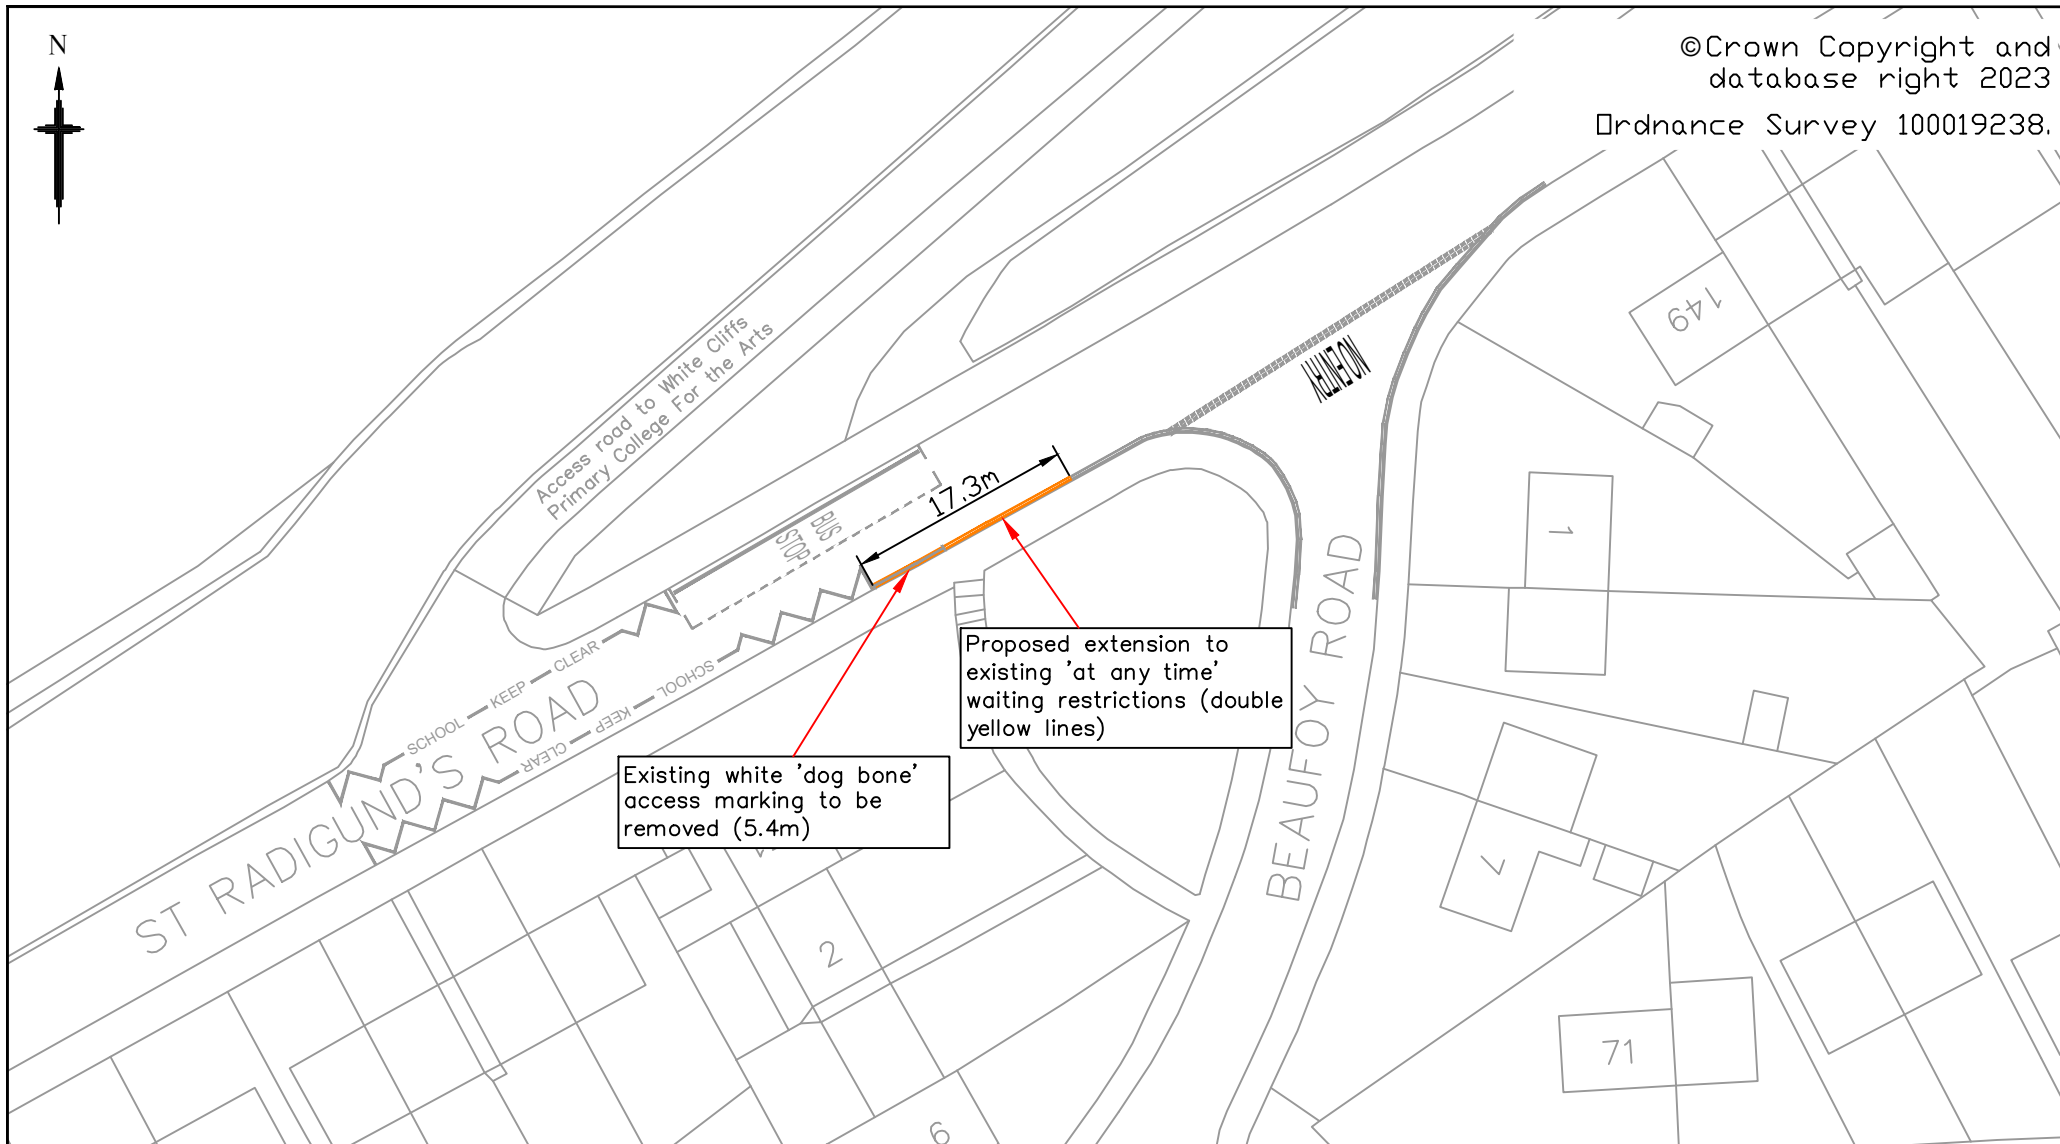 N
©Crown Copyright and
database right 2023
Ordnance Survey 100019238.
149
NO ENTRY
Access road to White Cliffs
Primary College For the Arts
17.3m
BUS
STOP
1
BEAUFOY ROAD
Proposed extension to
existing 'at any time'
waiting restrictions (double
yellow lines)
SCHOOL KEEP CLEAR
SCHOOL KEEP CLEAR
ST RADIGUND'S ROAD
Existing white 'dog bone'
access marking to be
removed (5.4m)
7
2
71
6